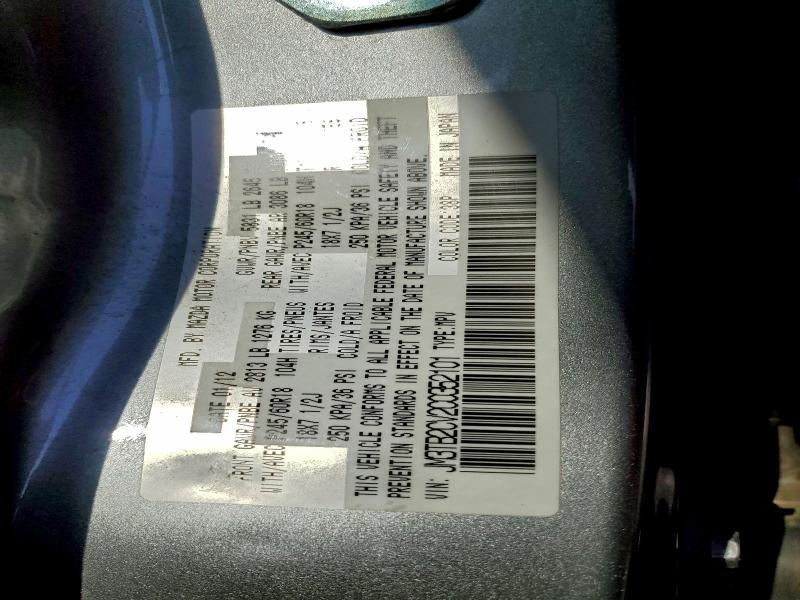 MFD. BY MAZDA MOTOR CORPORATION
DATE 01/12 GVWR/PNBV 5831 LB 2645
FRONT GAWR/PNBE AV 2813 LB 1276 KG REAR GAWR/PNBE AR 3086 LB
WITH/AVEC P245/60R18 104H TIRES/PNEUS WITH/AVEC P245/60R18 104H
18X7 1/2J RIMS/JANTES 18X7 1/2J
250 KPA/36 PSI COLD/A FROID 250 KPA/36 PSI COLD/A FROID
THIS VEHICLE CONFORMS TO ALL APPLICABLE FEDERAL MOTOR VEHICLE SAFETY AND THEFT
PREVENTION STANDARDS IN EFFECT ON THE DATE OF MANUFACTURE SHOWN ABOVE.
VIN: JM3TB2CV2C0352101 TYPE:MPV COLOR CODE:38P MADE IN JAPAN